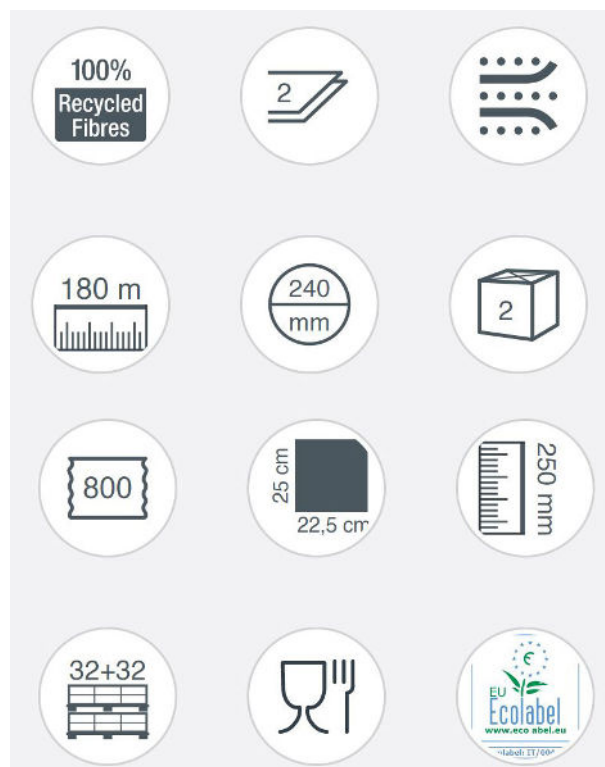 100%
Recycled
Fibres
2
180 m
240
mm
2
800
25 cm
22,5 cm
250 mm
32+32
EU
Ecolabel
www.eco abel.eu